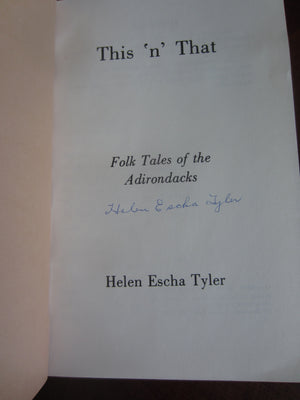 This 'n' That
Folk Tales of the
Adirondacks
Helen Escha Tyler
Helen Escha Tyler